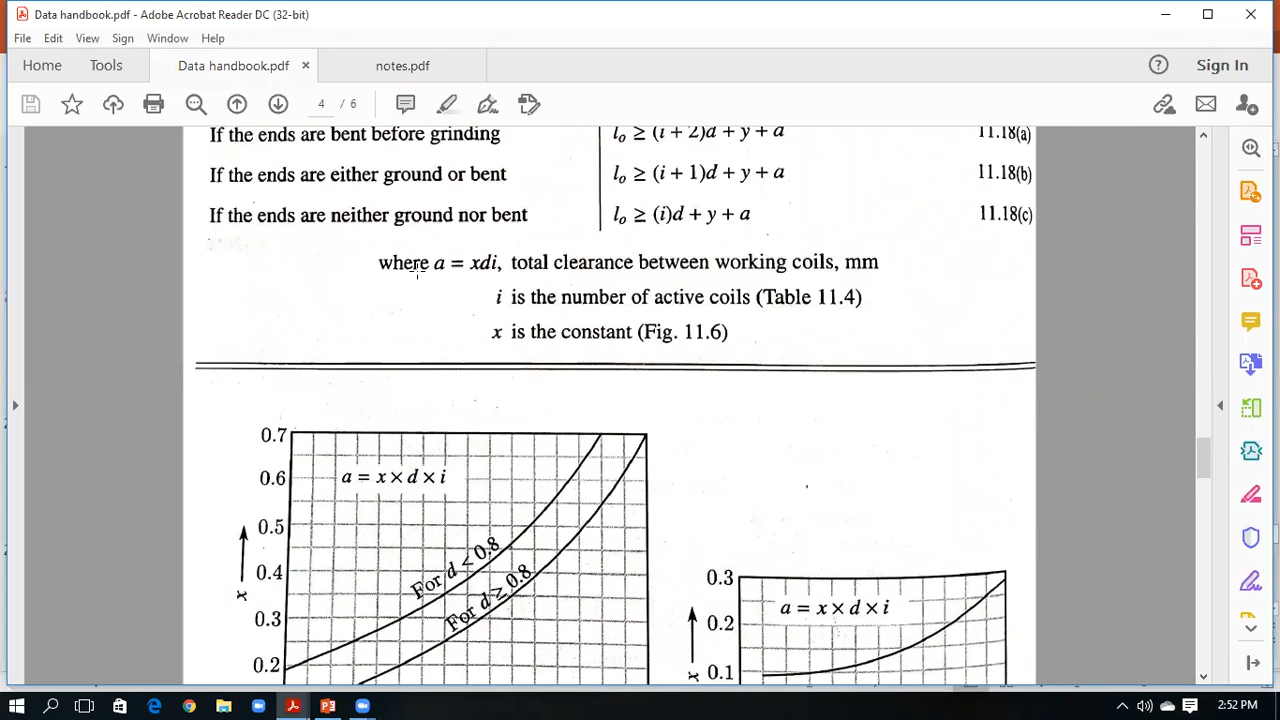 Data handbook.pdf - Adobe Acrobat Reader DC (32-bit)
File Edit View Sign Window Help
Home Tools Data handbook.pdf × notes.pdf ? Sign In
4 / 6
If the ends are bent before grinding l₀ ≥ (i + 2)d + y + a 11.18(a)
If the ends are either ground or bent l₀ ≥ (i + 1)d + y + a 11.18(b)
If the ends are neither ground nor bent l₀ ≥ (i)d + y + a 11.18(c)
where a = xdi, total clearance between working coils, mm
i is the number of active coils (Table 11.4)
x is the constant (Fig. 11.6)
0.7
0.6
0.5
0.4
0.3
0.2
x
a = x × d × i
For d < 0.8
For d ≥ 0.8
0.3
0.2
0.1
x
a = x × d × i
2:52 PM